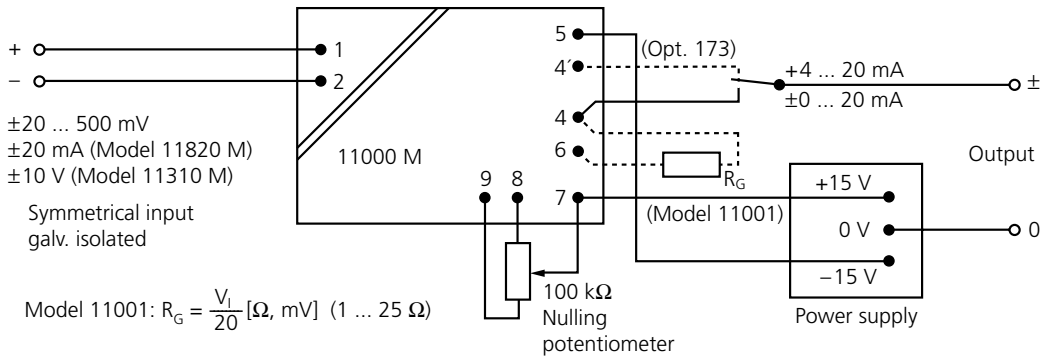 +
−
±20 ... 500 mV
±20 mA (Model 11820 M)
±10 V (Model 11310 M)
Symmetrical input
galv. isolated
Model 11001: R_G = V_I/20 [Ω, mV] (1 ... 25 Ω)
1
2
11000 M
9 8
5
4´
4
6
7
100 kΩ
Nulling
potentiometer
(Opt. 173)
R_G
(Model 11001)
+4 ... 20 mA
±0 ... 20 mA
±
Output
0
+15 V
0 V
−15 V
Power supply